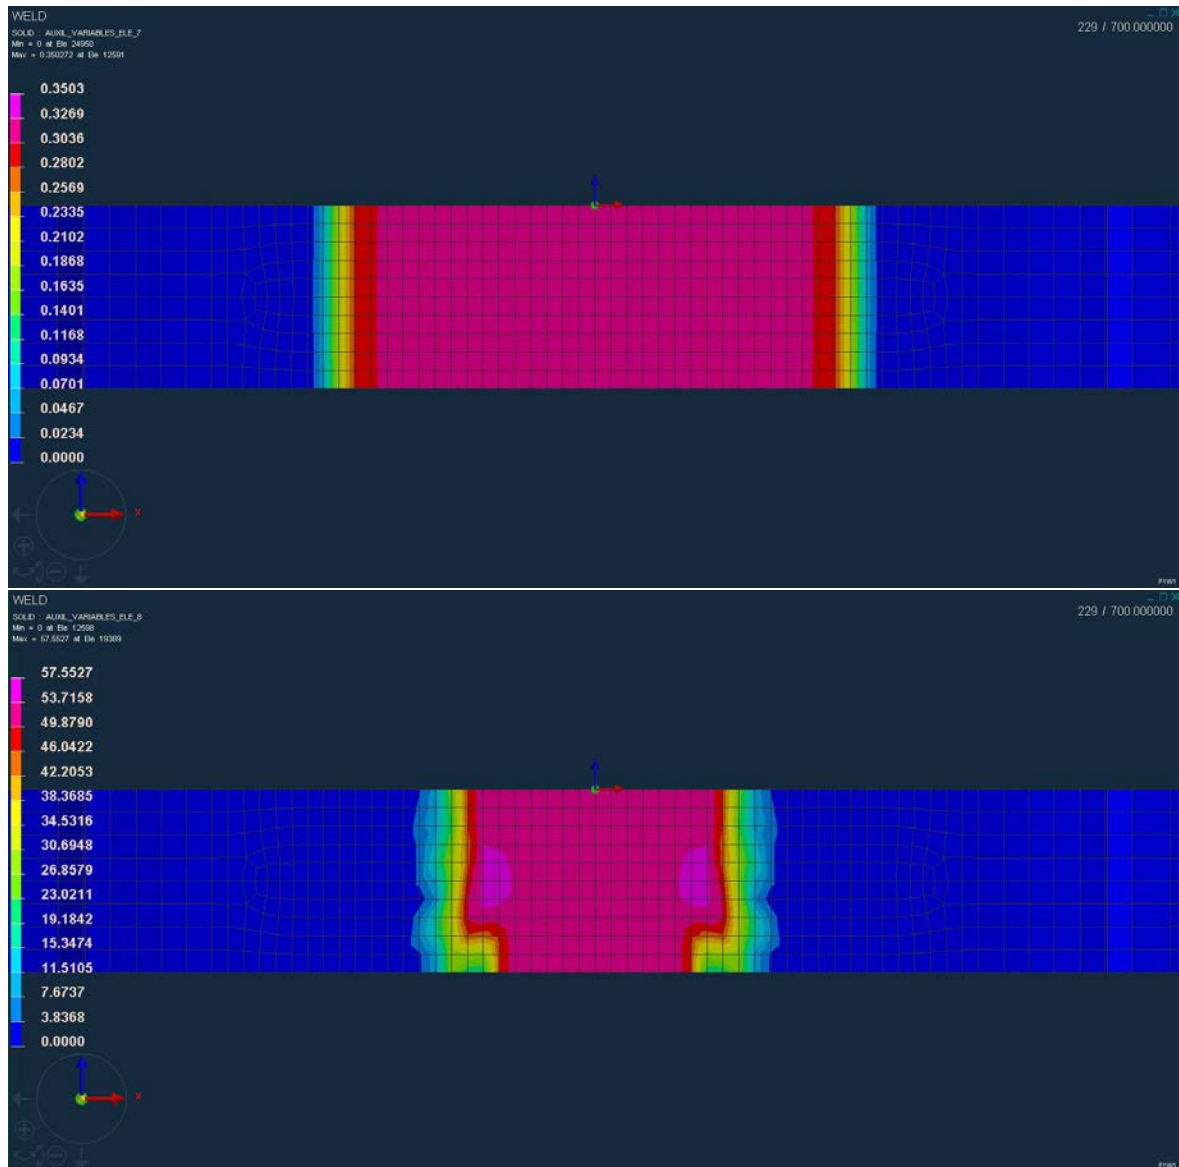 WELD
SOLID : AUXIL_VARIABLES_ELE_7
Min = 0 at Ele 24950
Max = 0.350272 at Ele 12591
229 / 700.000000
0.3503
0.3269
0.3036
0.2802
0.2569
0.2335
0.2102
0.1868
0.1635
0.1401
0.1168
0.0934
0.0701
0.0467
0.0234
0.0000
X
WELD
SOLID : AUXIL_VARIABLES_ELE_8
Min = 0 at Ele 12598
Max = 57.5527 at Ele 19389
229 / 700.000000
57.5527
53.7158
49.8790
46.0422
42.2053
38.3685
34.5316
30.6948
26.8579
23.0211
19.1842
15.3474
11.5105
7.6737
3.8368
0.0000
X